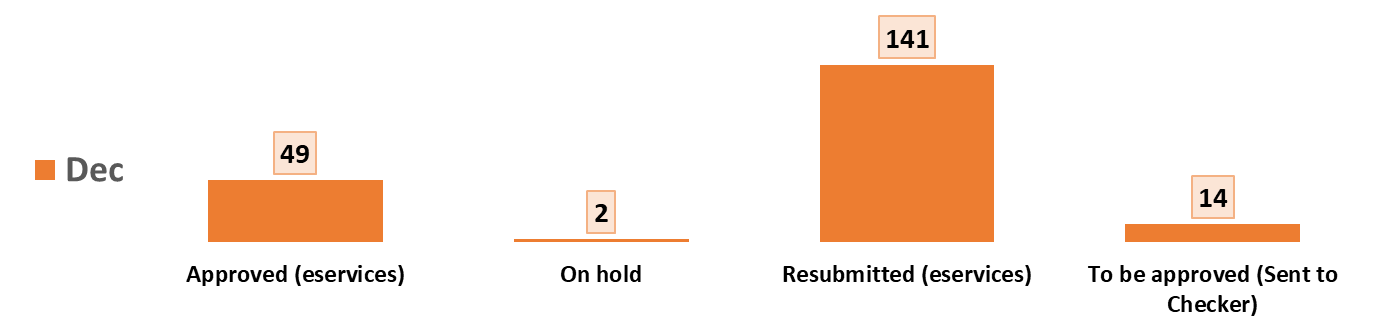 141
49
Dec
14
2
Approved (eservices)
On hold
Resubmitted (eservices)
To be approved (Sent to
Checker)